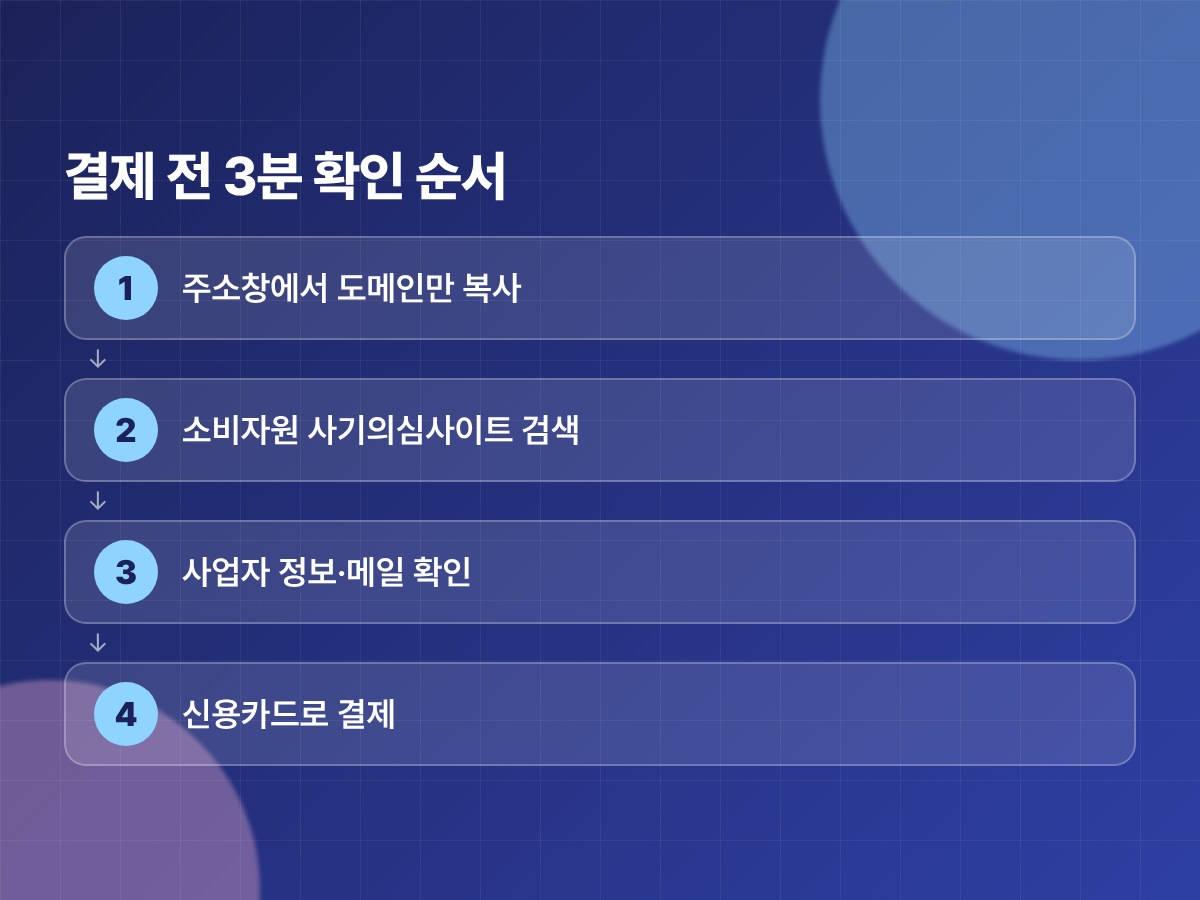 결제 전 3분 확인 순서
1 주소창에서 도메인만 복사
↓
2 소비자원 사기의심사이트 검색
↓
3 사업자 정보·메일 확인
↓
4 신용카드로 결제